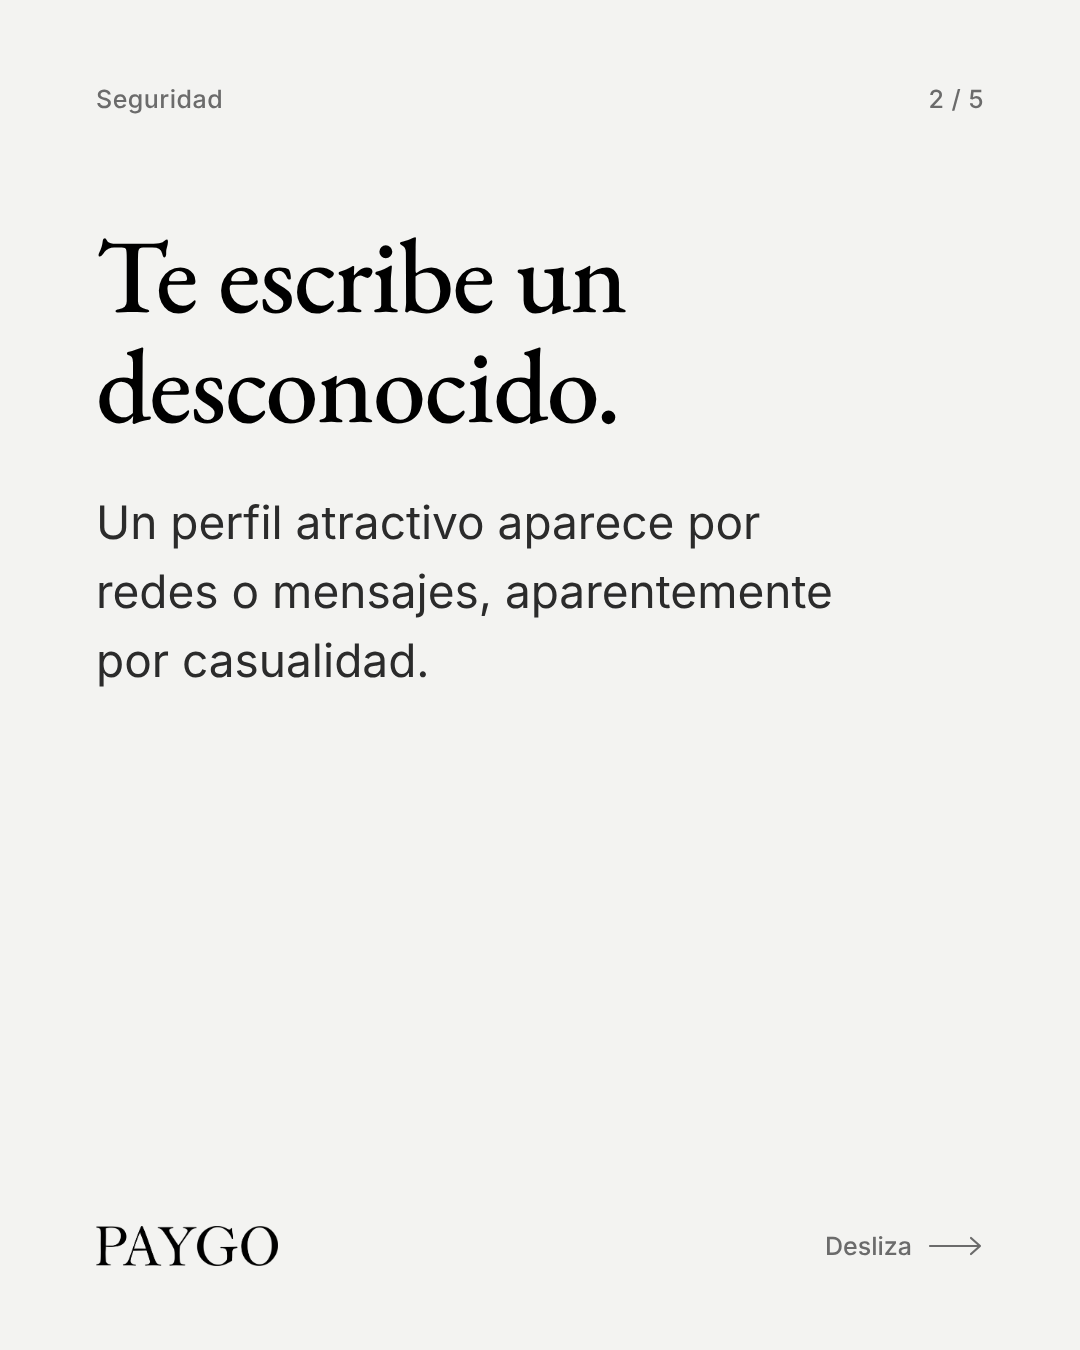 Seguridad
2 / 5
Te escribe un
desconocido.
Un perfil atractivo aparece por
redes o mensajes, aparentemente
por casualidad.
PAYGO
Desliza